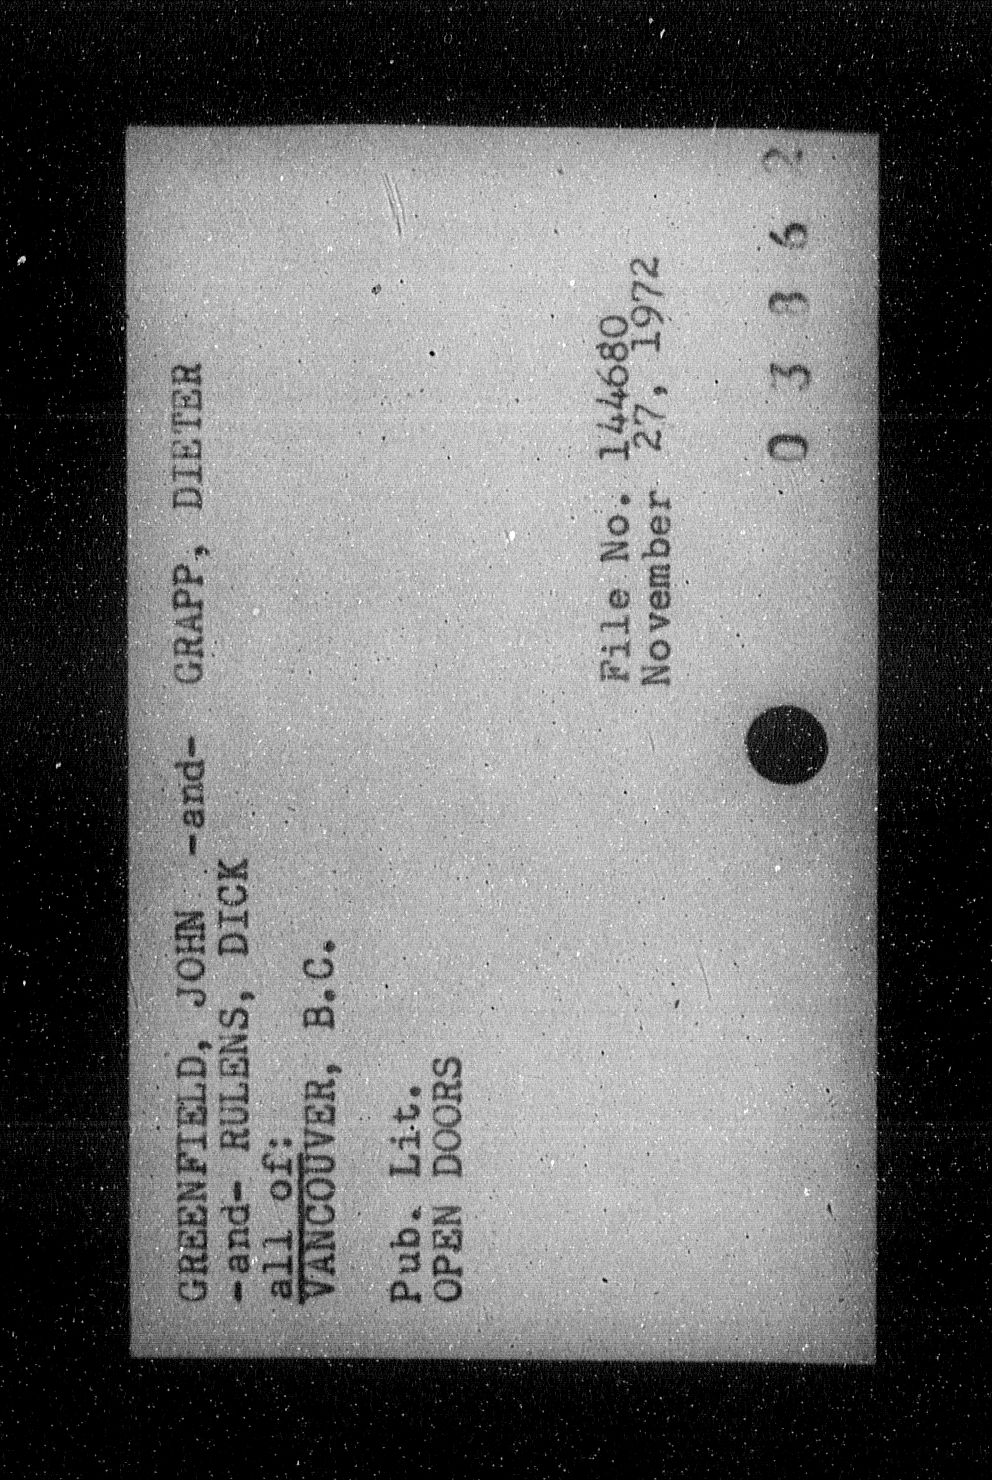 GREENFIELD, JOHN -and- GRAPP, DIETER
-and- RULENS, DICK
all of:
VANCOUVER, B.C.
Pub. Lit.
OPEN DOORS
File No. 144680
November 27, 1972
0 3 8 6 2